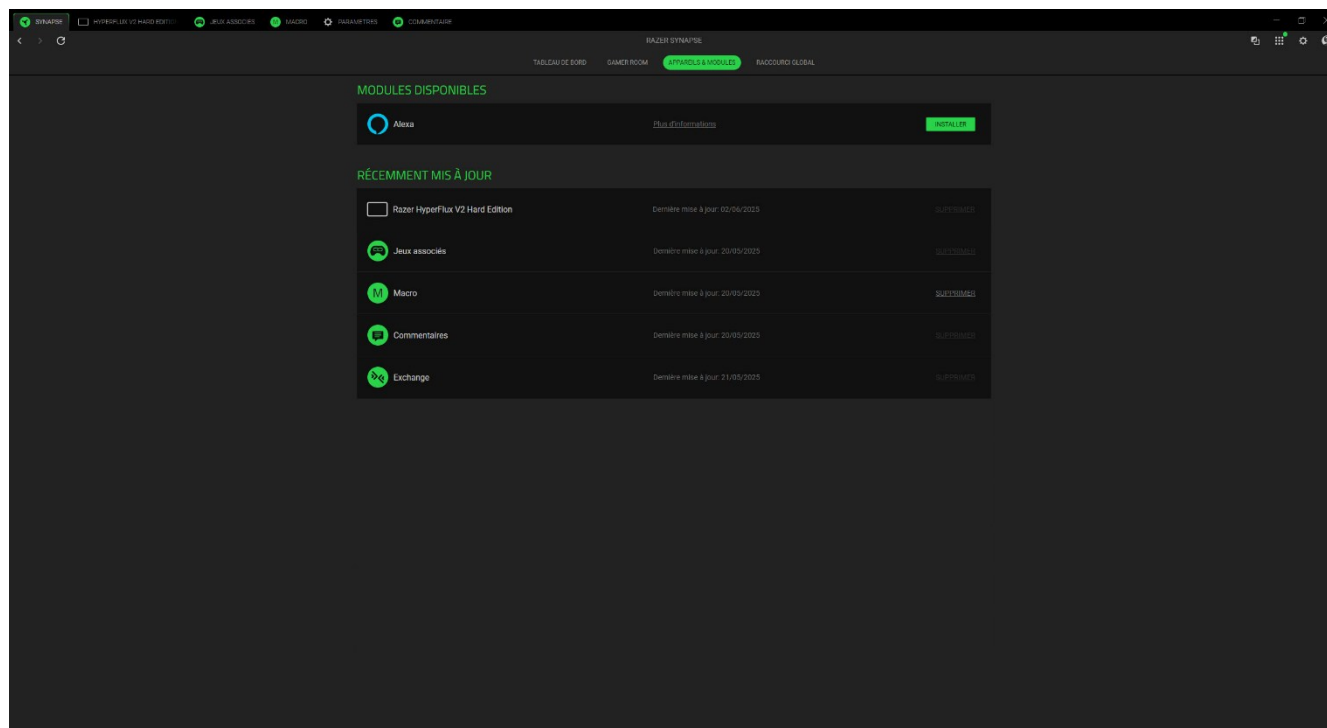 SYNAPSE HYPERFLUX V2 HARD EDITIO JEUX ASSOCIÉS M MACRO PARAMÈTRES COMMENTAIRE
RAZER SYNAPSE
TABLEAU DE BORD GAMER ROOM APPAREILS & MODULES RACCOURCI GLOBAL
MODULES DISPONIBLES
Alexa Plus d'informations INSTALLER
RÉCEMMENT MIS À JOUR
Razer HyperFlux V2 Hard Edition Dernière mise à jour: 02/06/2025 SUPPRIMER
Jeux associés Dernière mise à jour: 20/05/2025 SUPPRIMER
M Macro Dernière mise à jour: 20/05/2025 SUPPRIMER
Commentaires Dernière mise à jour: 20/05/2025 SUPPRIMER
Exchange Dernière mise à jour: 21/05/2025 SUPPRIMER